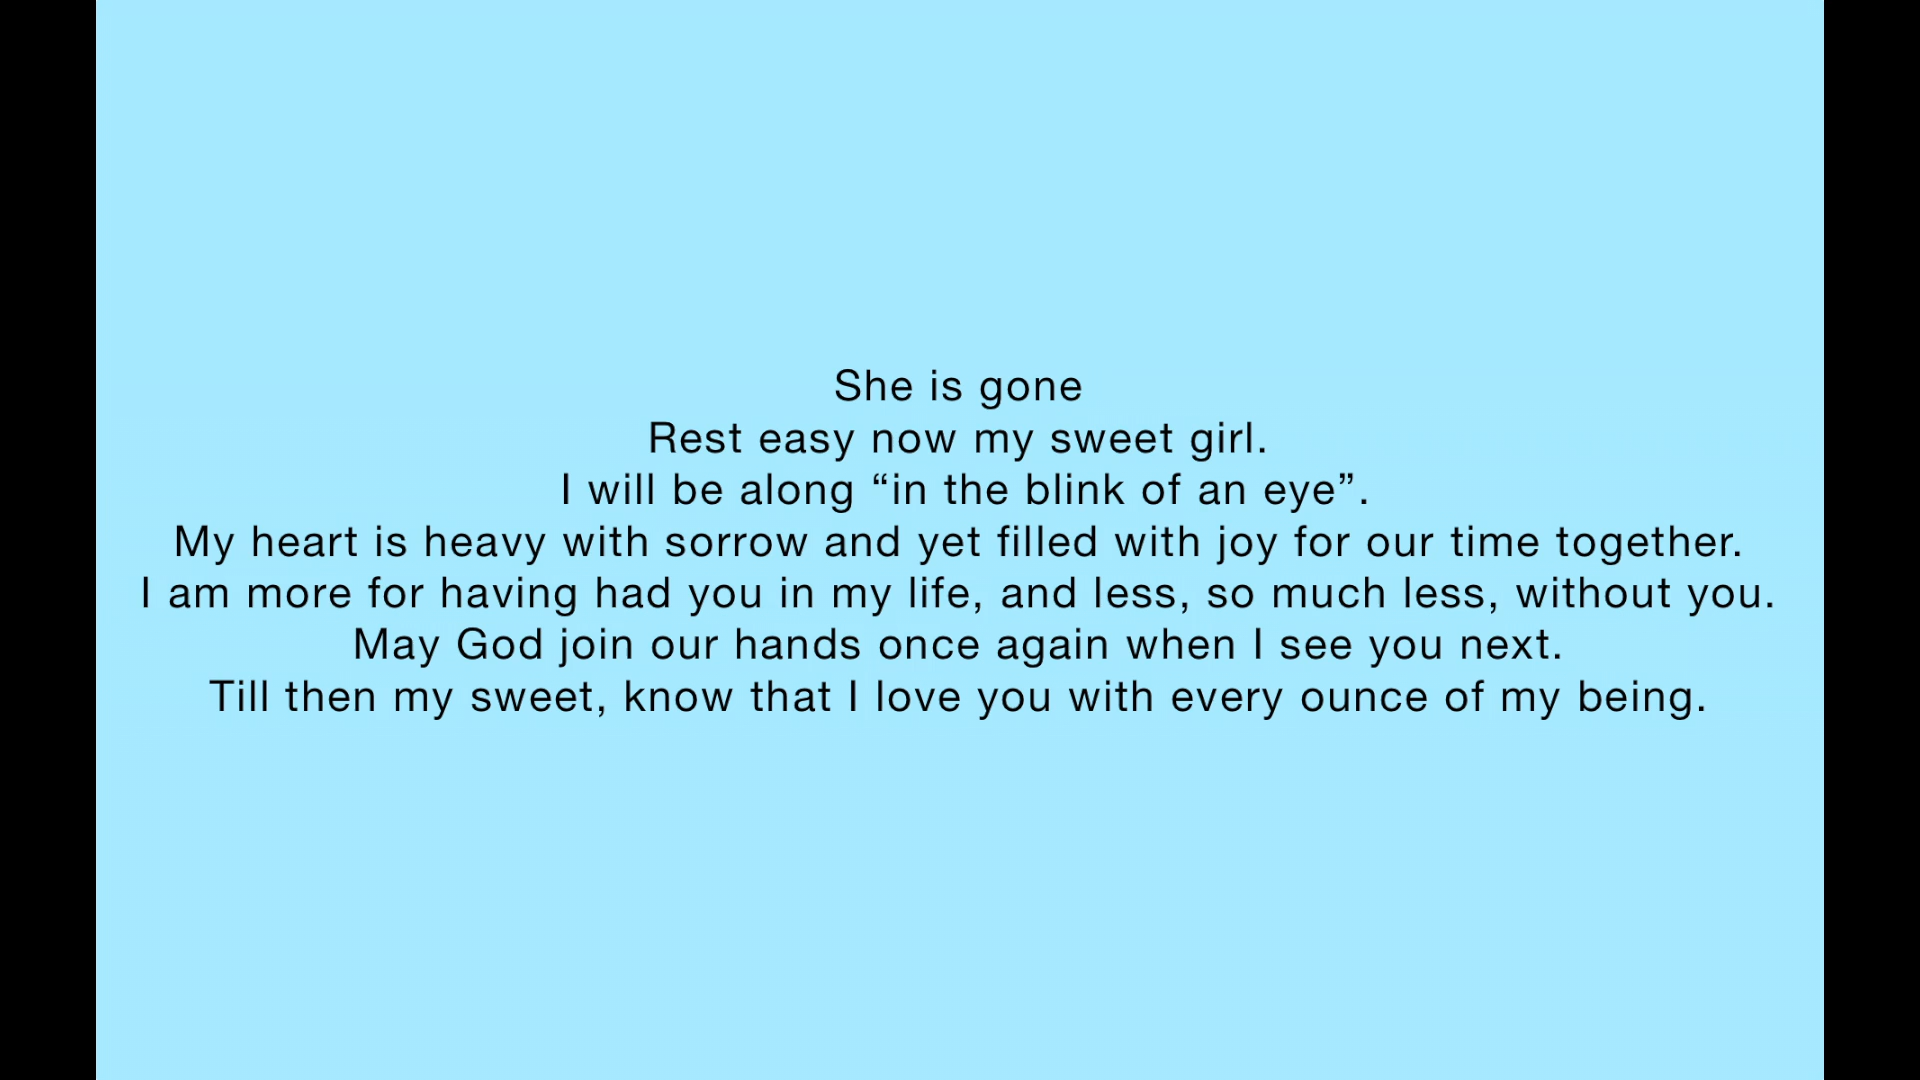 She is gone
Rest easy now my sweet girl.
I will be along “in the blink of an eye”.
My heart is heavy with sorrow and yet filled with joy for our time together.
I am more for having had you in my life, and less, so much less, without you.
May God join our hands once again when I see you next.
Till then my sweet, know that I love you with every ounce of my being.